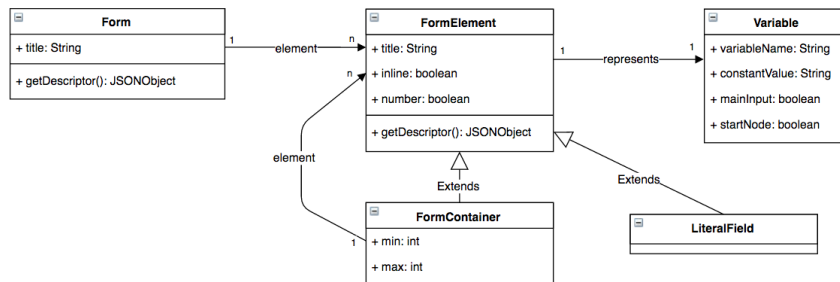 Form
+ title: String
+ getDescriptor(): JSONObject
1
element
n
FormElement
+ title: String
+ inline: boolean
+ number: boolean
+ getDescriptor(): JSONObject
1
represents
1
Variable
+ variableName: String
+ constantValue: String
+ mainInput: boolean
+ startNode: boolean
n
element
1
Extends
Extends
FormContainer
+ min: int
+ max: int
LiteralField